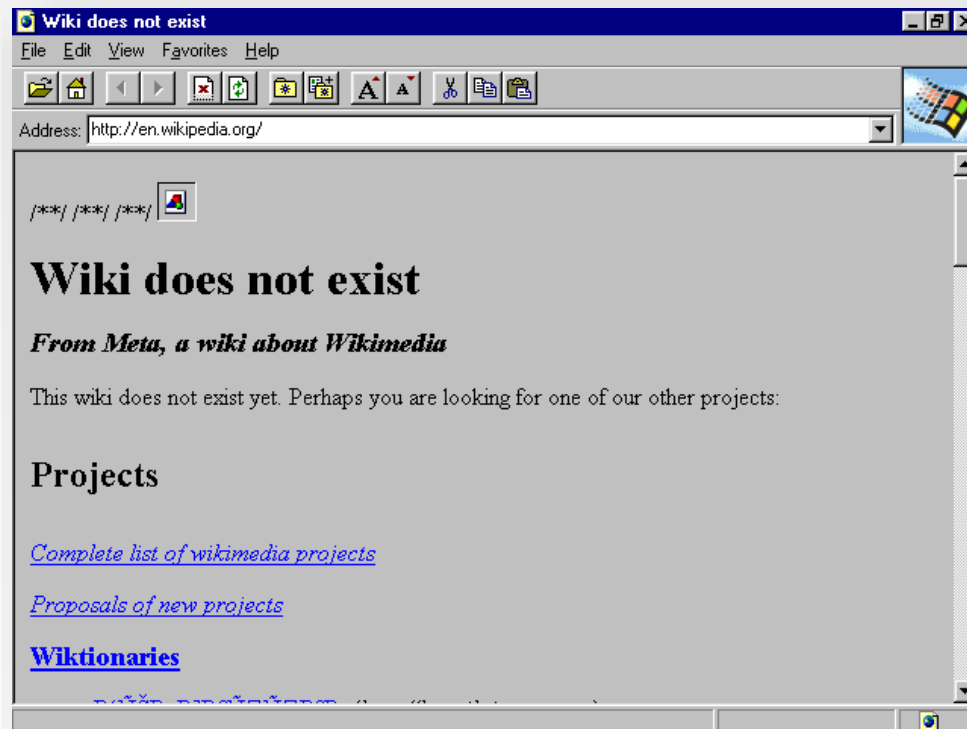 Wiki does not exist
File Edit View Favorites Help
A A
Address: http://en.wikipedia.org/
/**/ /**/ /**/
Wiki does not exist
From Meta, a wiki about Wikimedia
This wiki does not exist yet. Perhaps you are looking for one of our other projects:
Projects
Complete list of wikimedia projects
Proposals of new projects
Wiktionaries